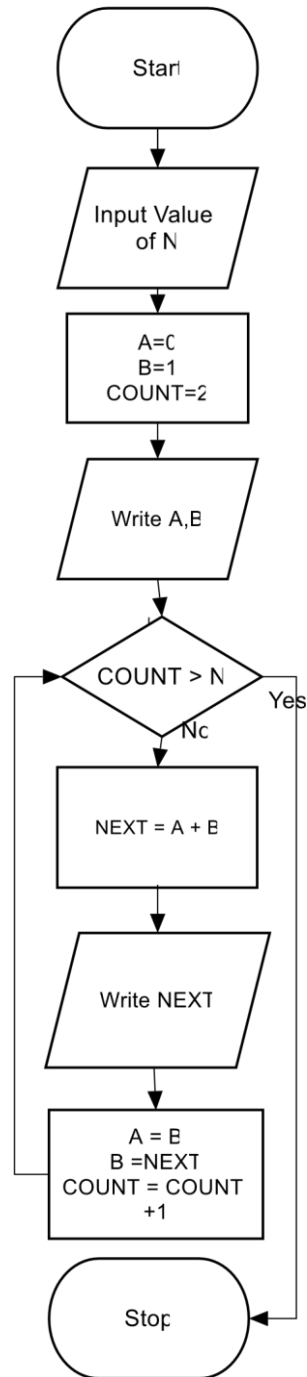 Start
Input Value
of N
A=0
B=1
COUNT=2
Write A,B
COUNT > N
Yes
No
NEXT = A + B
Write NEXT
A = B
B =NEXT
COUNT = COUNT
+1
Stop